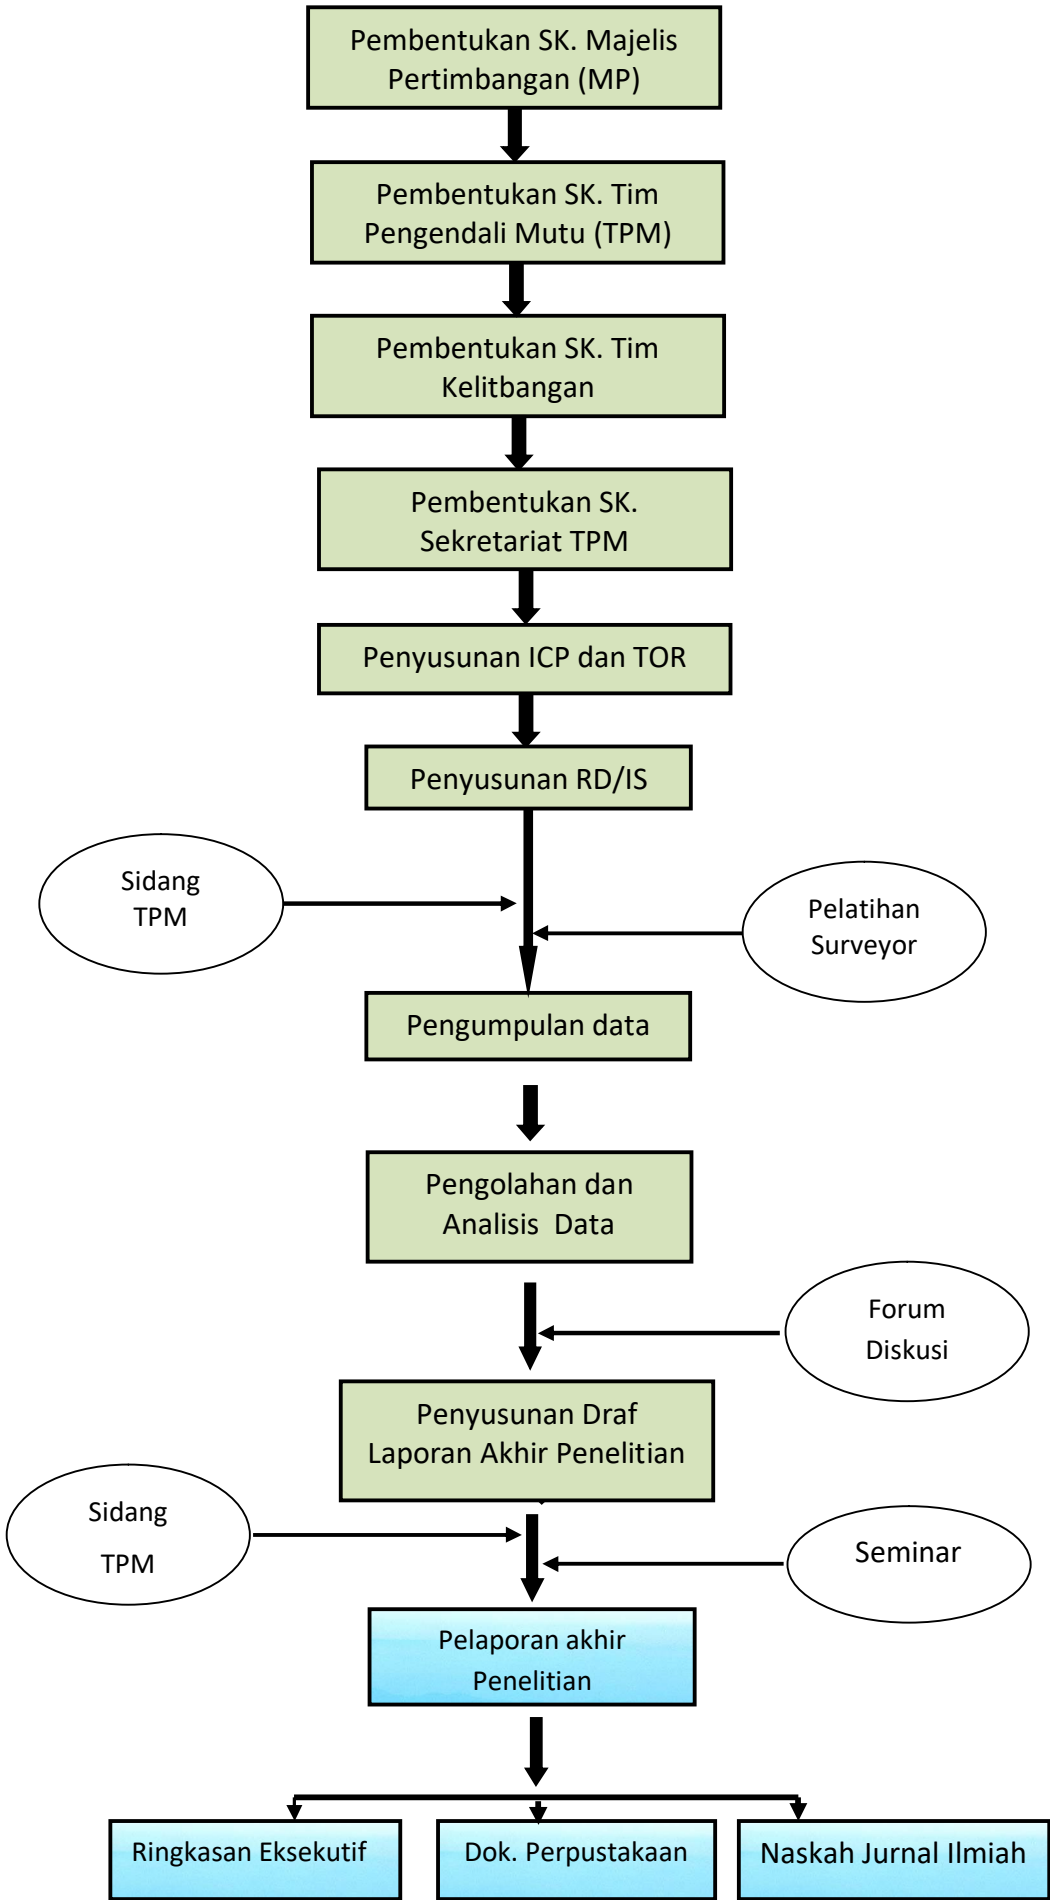 Pembentukan SK. Majelis
Pertimbangan (MP)
Pembentukan SK. Tim
Pengendali Mutu (TPM)
Pembentukan SK. Tim
Kelitbangan
Pembentukan SK.
Sekretariat TPM
Penyusunan ICP dan TOR
Penyusunan RD/IS
Sidang
TPM
Pelatihan
Surveyor
Pengumpulan data
Pengolahan dan
Analisis Data
Forum
Diskusi
Penyusunan Draf
Laporan Akhir Penelitian
Sidang
TPM
Seminar
Pelaporan akhir
Penelitian
Ringkasan Eksekutif
Dok. Perpustakaan
Naskah Jurnal Ilmiah